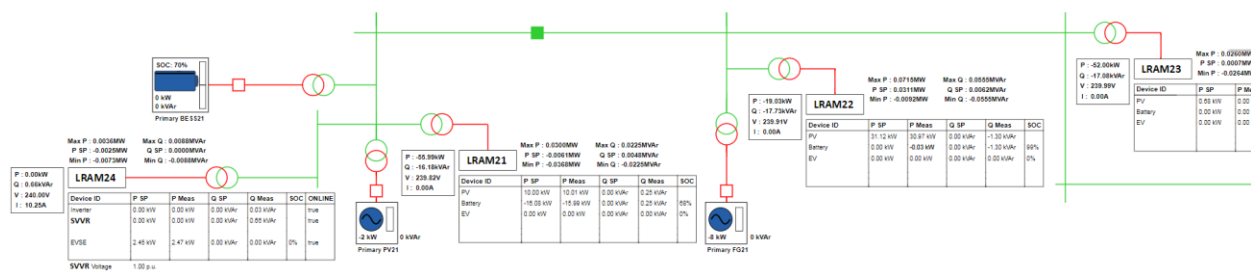 SOC: 70%
0 kW
0 kVAr
Primary BESS21
Max P : 0.0036MW Max Q : 0.0088MVAr
P SP : -0.0025MW Q SP : 0.0000MVAr
Min P : -0.0073MW Min Q : -0.0088MVAr
P : 0.00kW
Q : 0.66kVAr
V : 240.00V
I : 10.25A
LRAM24
Device ID P SP P Meas Q SP Q Meas SOC ONLINE
Inverter 0.00 kW 0.00 kW 0.00 kVAr 0.03 kVAr true
SVVR 0.00 kW 0.00 kW 0.00 kVAr 0.66 kVAr true
EVSE 2.45 kW 2.47 kW 0.00 kVAr 0.00 kVAr 0% true
SVVR Voltage 1.00 p.u.
P : -55.99kW
Q : -16.18kVAr
V : 239.82V
I : 0.00A
-2 kW 0 kVAr
Primary PV21
LRAM21
Max P : 0.0300MW Max Q : 0.0225MVAr
P SP : -0.0061MW Q SP : 0.0048MVAr
Min P : -0.0368MW Min Q : -0.0225MVAr
Device ID P SP P Meas Q SP Q Meas SOC
PV 10.00 kW 10.01 kW 0.00 kVAr 0.25 kVAr
Battery -16.09 kW -15.99 kW 0.00 kVAr 0.25 kVAr 68%
EV 0.00 kW 0.00 kW 0.00 kVAr 0.00 kVAr 0%
-8 kW 0 kVAr
Primary FG21
P : -19.03kW
Q : -17.73kVAr
V : 239.91V
I : 0.00A
LRAM22
Max P : 0.0715MW Max Q : 0.0555MVAr
P SP : 0.0311MW Q SP : 0.0062MVAr
Min P : -0.0092MW Min Q : -0.0555MVAr
Device ID P SP P Meas Q SP Q Meas SOC
PV 31.12 kW 30.97 kW 0.00 kVAr -1.30 kVAr
Battery 0.00 kW -0.03 kW 0.00 kVAr -1.30 kVAr 99%
EV 0.00 kW 0.00 kW 0.00 kVAr 0.00 kVAr 0%
P : -52.00kW
Q : -17.08kVAr
V : 239.99V
I : 0.00A
LRAM23
Max P : 0.0260MW
P SP : 0.0007MW
Min P : -0.0264MW
Device ID P SP P Meas
PV 0.68 kW 0.00
Battery 0.00 kW 0.00
EV 0.00 kW 0.00